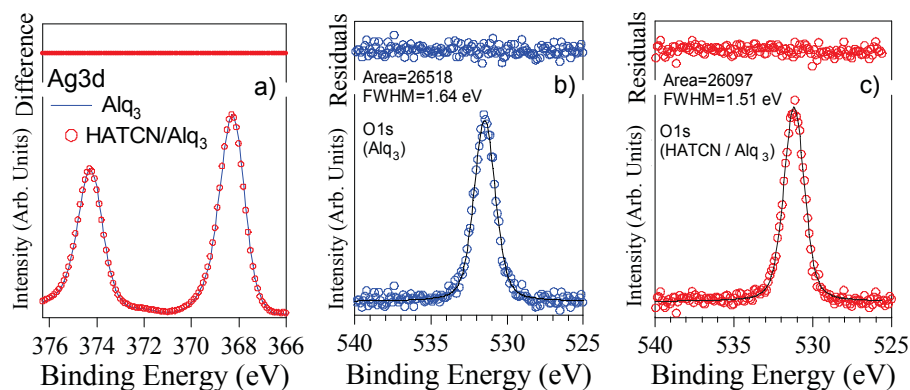 Difference
Ag3d
a)
Alq3
HATCN/Alq3
Intensity (Arb. Units)
376 374 372 370 368 366
Binding Energy (eV)
Residuals
Area=26518
FWHM=1.64 eV
b)
O1s
(Alq3)
Intensity (Arb. Units)
540 535 530 525
Binding Energy (eV)
Residuals
Area=26097
FWHM=1.51 eV
c)
O1s
(HATCN / Alq3)
Intensity (Arb. Units)
540 535 530 525
Binding Energy (eV)